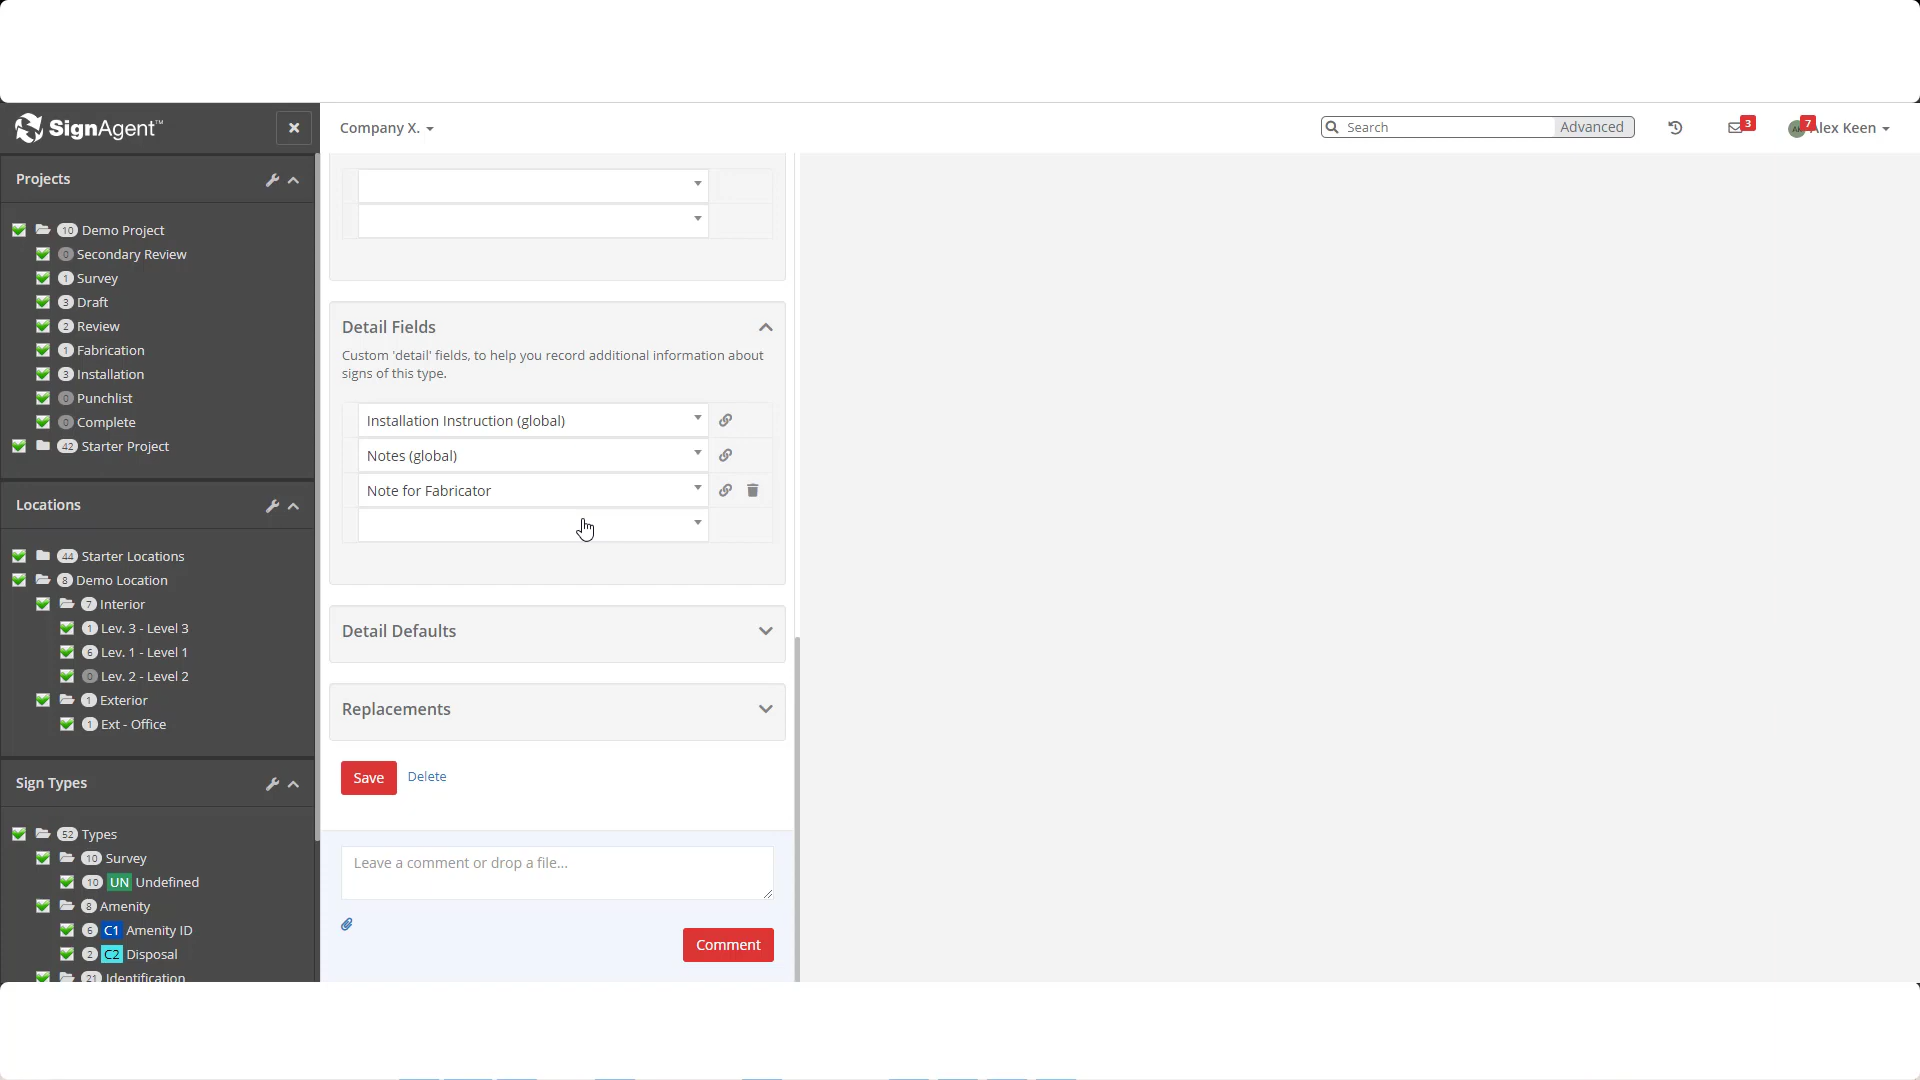 SignAgent™
Company X.
Search
Advanced
3
7
Alex Keen
Projects
10 Demo Project
0 Secondary Review
1 Survey
3 Draft
2 Review
1 Fabrication
3 Installation
0 Punchlist
0 Complete
42 Starter Project
Locations
44 Starter Locations
8 Demo Location
7 Interior
1 Lev. 3 - Level 3
6 Lev. 1 - Level 1
0 Lev. 2 - Level 2
1 Exterior
1 Ext - Office
Sign Types
52 Types
10 Survey
10 UN Undefined
8 Amenity
6 C1 Amenity ID
2 C2 Disposal
21 Identification
Detail Fields
Custom 'detail' fields, to help you record additional information about
signs of this type.
Installation Instruction (global)
Notes (global)
Note for Fabricator
Detail Defaults
Replacements
Save
Delete
Leave a comment or drop a file...
Comment